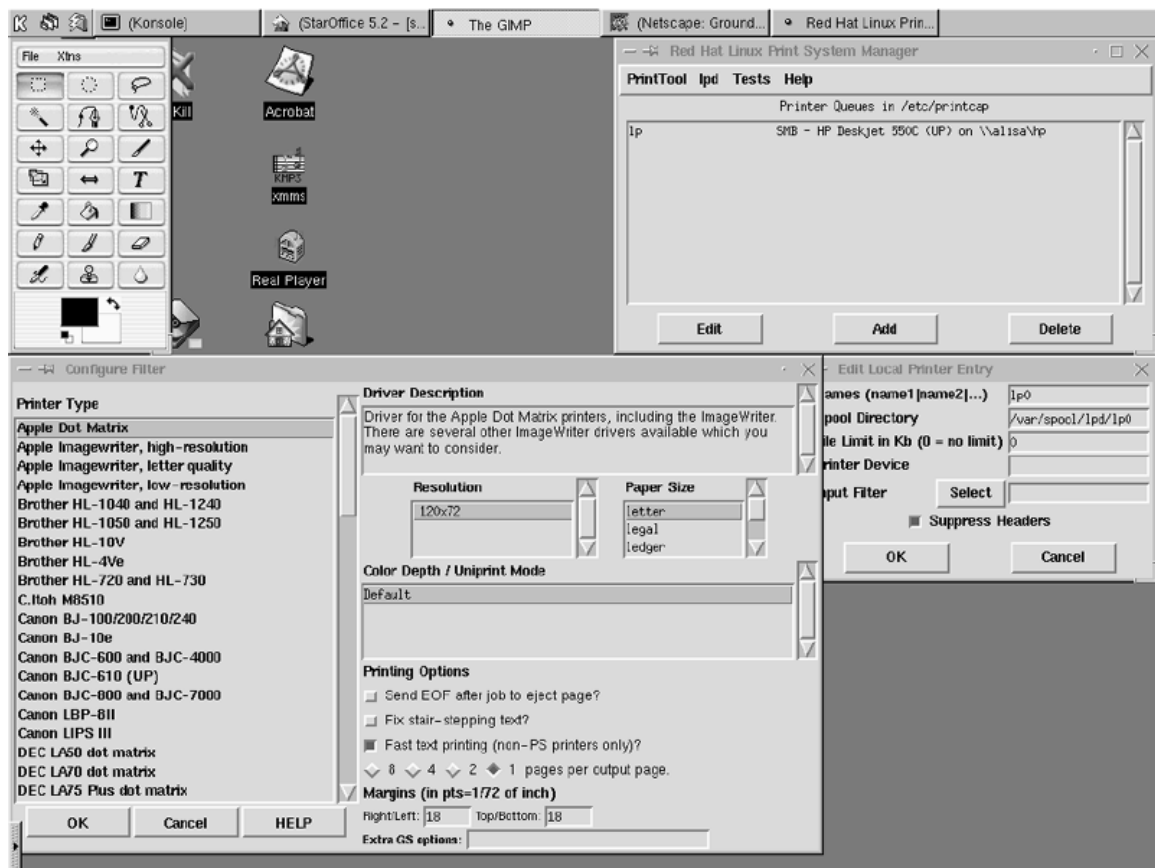 (Konsole]
(StarOffice 5.2 – [s...
The GIMP
(Netscape: Ground...
Red Hat Linux Prin...
File Xtns
Kill
Acrobat
KMP3
xmms
Real Player
Red Hat Linux Print System Manager
PrintTool lpd Tests Help
Printer Queues in /etc/printcap
lp SMB - HP Deskjet 550C (UP) on \\alisa\hp
Edit Add Delete
Configure Filter
Printer Type
Apple Dot Matrix
Apple Imagewriter, high-resolution
Apple Imagewriter, letter quality
Apple Imagewriter, low-resolution
Brother HL-1040 and HL-1240
Brother HL-1050 and HL-1250
Brother HL-10V
Brother HL-4Ve
Brother HL-720 and HL-730
C.Itoh M8510
Canon BJ-100/200/210/240
Canon BJ-10e
Canon BJC-600 and BJC-4000
Canon BJC-610 (UP)
Canon BJC-800 and BJC-7000
Canon LBP-8II
Canon LIPS III
DEC LA50 dot matrix
DEC LA70 dot matrix
DEC LA75 Plus dot matrix
OK Cancel HELP
Driver Description
Driver for the Apple Dot Matrix printers, including the ImageWriter.
There are several other ImageWriter drivers available which you
may want to consider.
Resolution
120x72
Paper Size
letter
legal
ledger
Color Depth / Uniprint Mode
Default
Printing Options
Send EOF after job to eject page?
Fix stair-stepping text?
Fast text printing (non-PS printers only)?
8 4 2 1 pages per output page.
Margins (in pts=1/72 of inch)
Right/Left: 18 Top/Bottom: 18
Extra GS options:
Edit Local Printer Entry
ames (name1|name2|...) lp0
pool Directory /var/spool/lpd/lp0
ile Limit in Kb (0 = no limit) 0
rinter Device
put Filter Select
Suppress Headers
OK Cancel